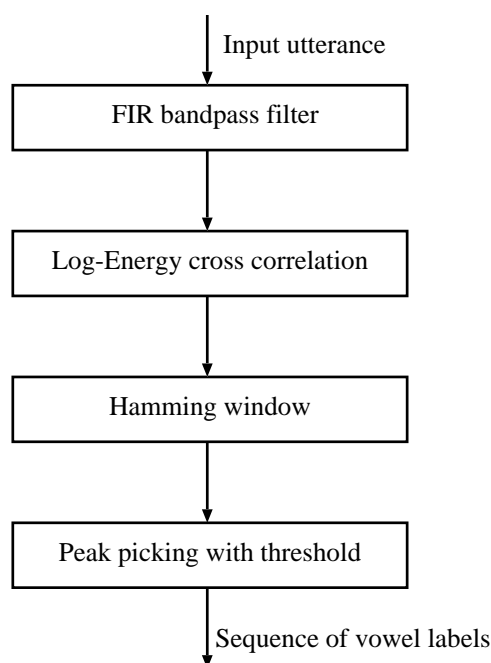 Input utterance
FIR bandpass filter
Log-Energy cross correlation
Hamming window
Peak picking with threshold
Sequence of vowel labels